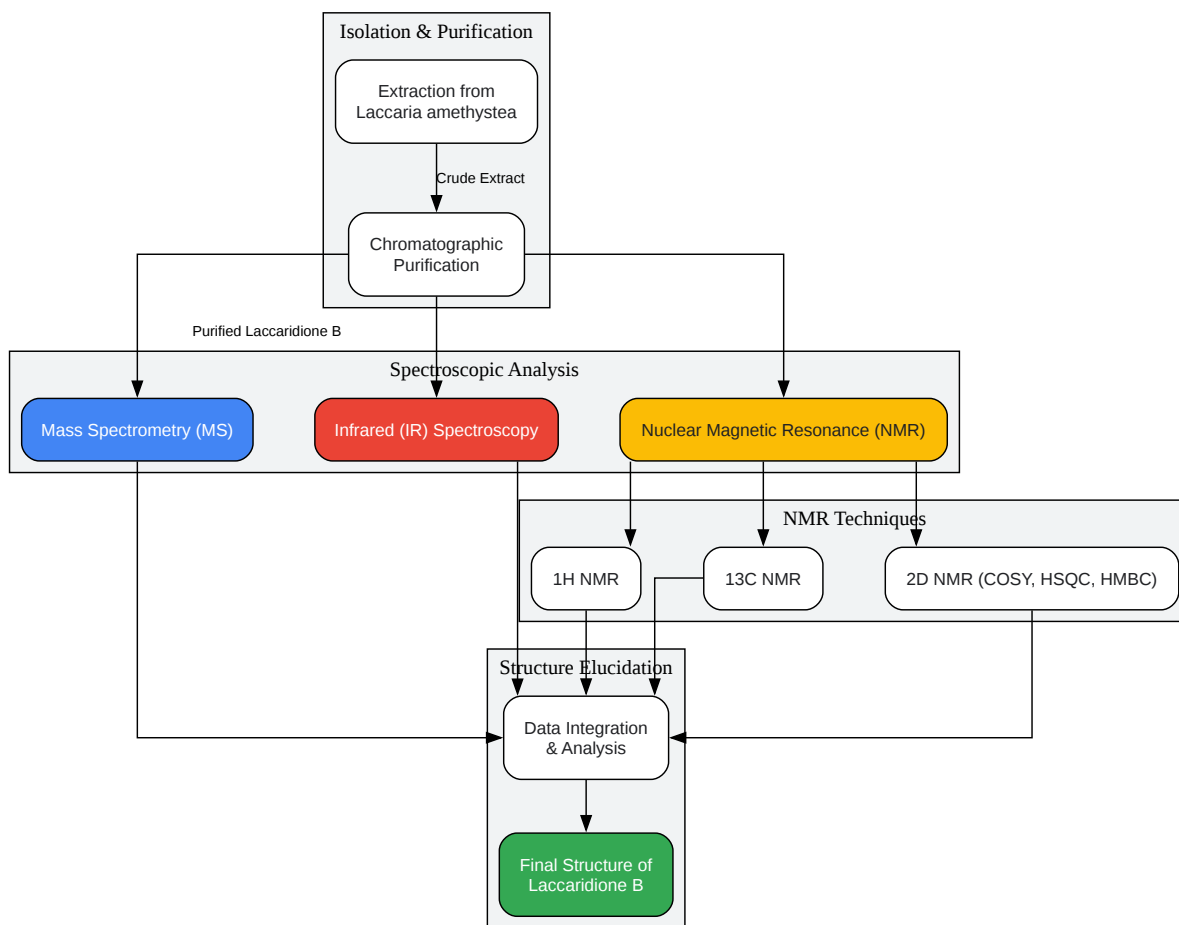 Isolation & Purification
Extraction from
Laccaria amethystea
Crude Extract
Chromatographic
Purification
Purified Laccaridione B
Spectroscopic Analysis
Mass Spectrometry (MS)
Infrared (IR) Spectroscopy
Nuclear Magnetic Resonance (NMR)
NMR Techniques
1H NMR
13C NMR
2D NMR (COSY, HSQC, HMBC)
Structure Elucidation
Data Integration
& Analysis
Final Structure of
Laccaridione B